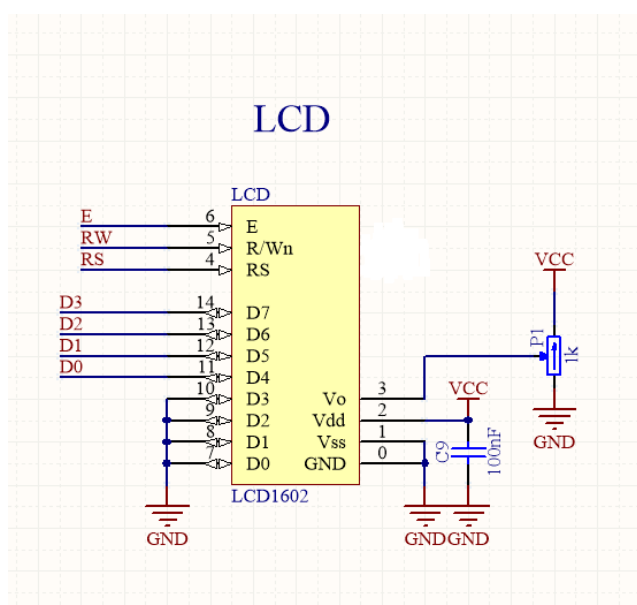 LCD
LCD
E 6 E
RW 5 R/Wn
RS 4 RS
D3 14 D7
D2 13 D6
D1 12 D5
D0 11 D4
10 D3 Vo 3
9 D2 Vdd 2
8 D1 Vss 1
7 D0 GND 0
LCD1602
GND
VCC
P1
1k
GND
VCC
C9
100nF
GND GND